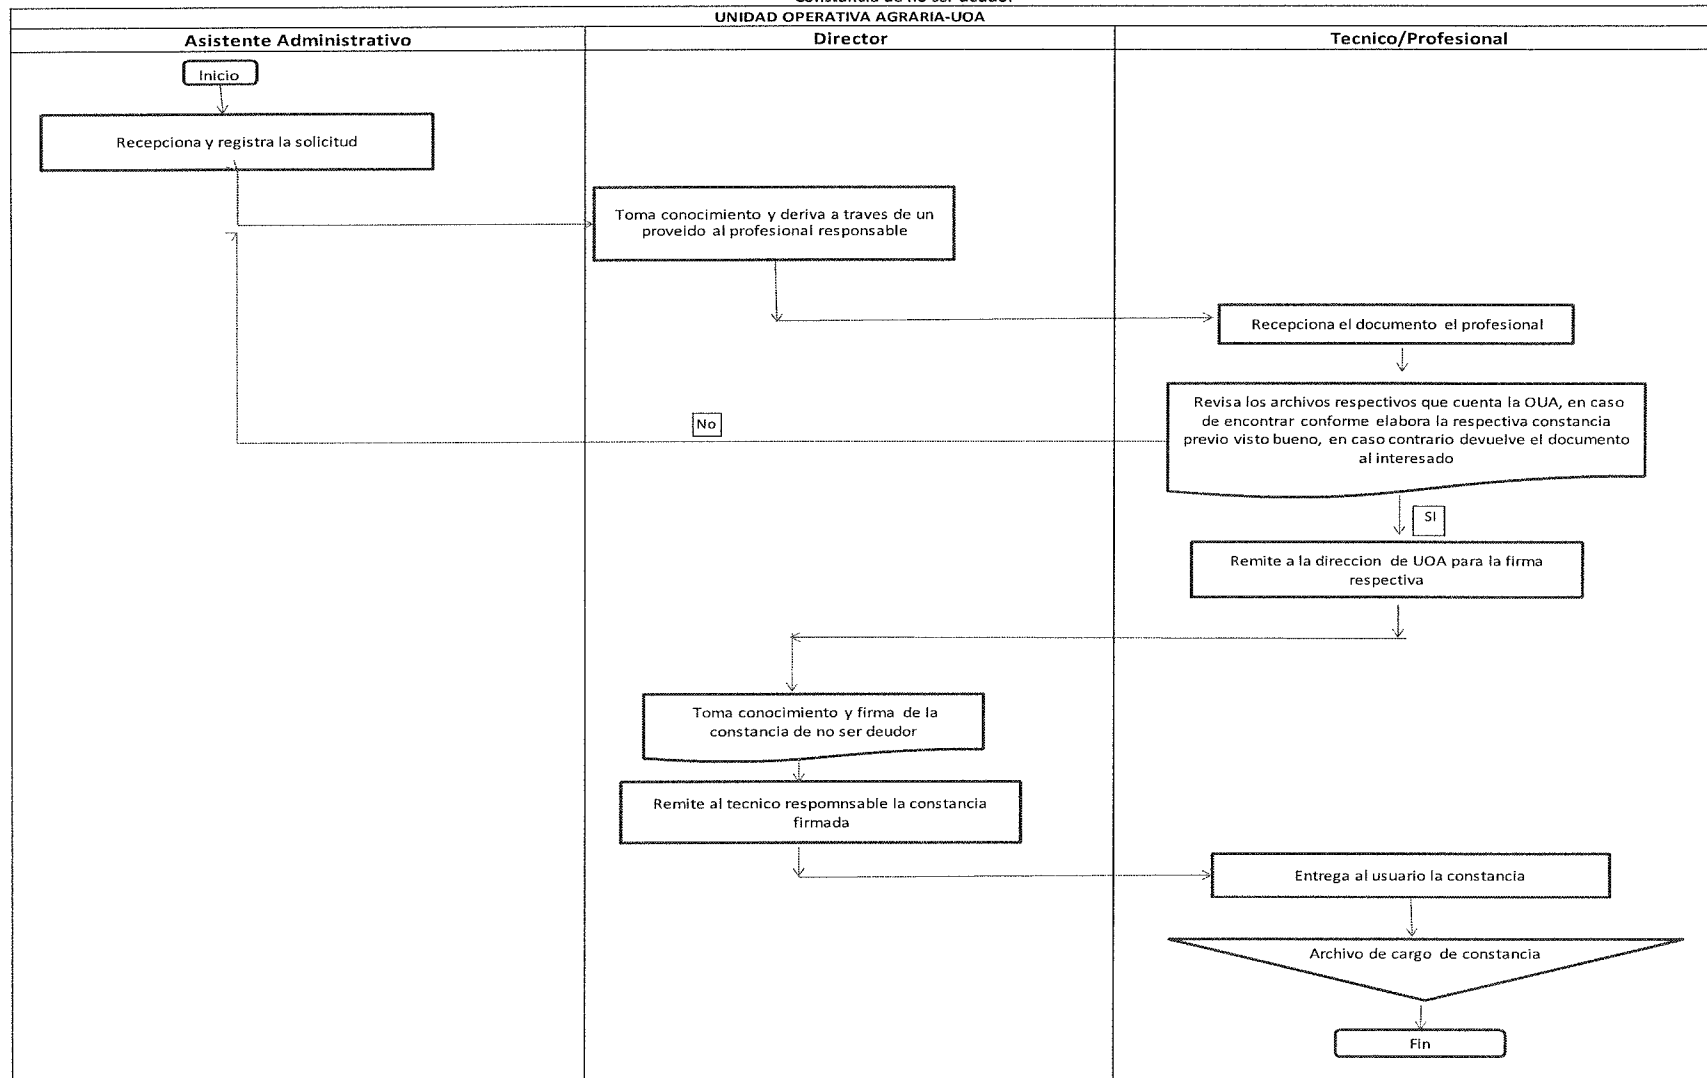 Constancia de no ser deudor
UNIDAD OPERATIVA AGRARIA-UOA
Asistente Administrativo
Director
Tecnico/Profesional
Inicio
Recepciona y registra la solicitud
Toma conocimiento y deriva a traves de un
proveido al profesional responsable
Recepciona el documento el profesional
Revisa los archivos respectivos que cuenta la OUA, en caso
de encontrar conforme elabora la respectiva constancia
previo visto bueno, en caso contrario devuelve el documento
al interesado
No
SI
Remite a la direccion de UOA para la firma
respectiva
Toma conocimiento y firma de la
constancia de no ser deudor
Remite al tecnico respomnsable la constancia
firmada
Entrega al usuario la constancia
Archivo de cargo de constancia
Fin